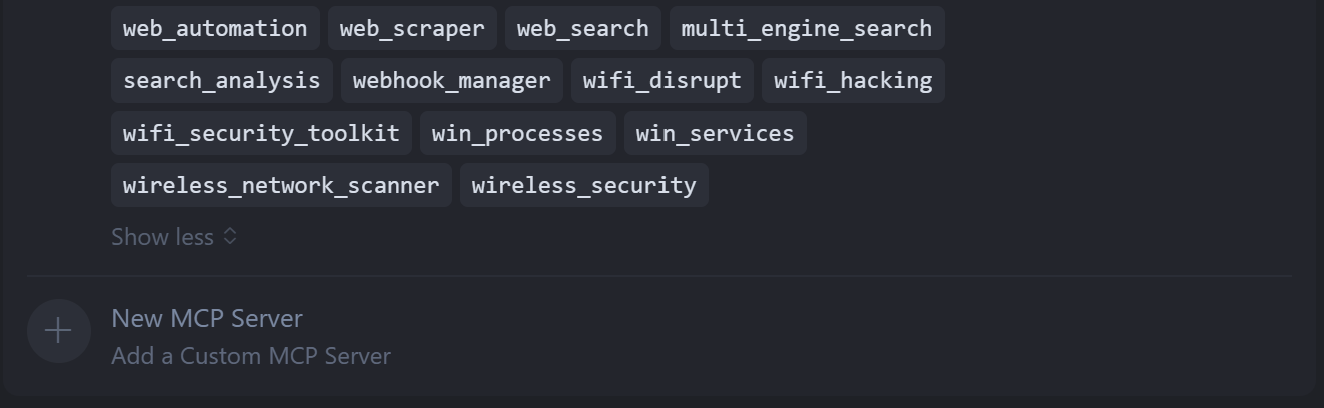 web_automation web_scraper web_search multi_engine_search
search_analysis webhook_manager wifi_disrupt wifi_hacking
wifi_security_toolkit win_processes win_services
wireless_network_scanner wireless_security
Show less
New MCP Server
Add a Custom MCP Server